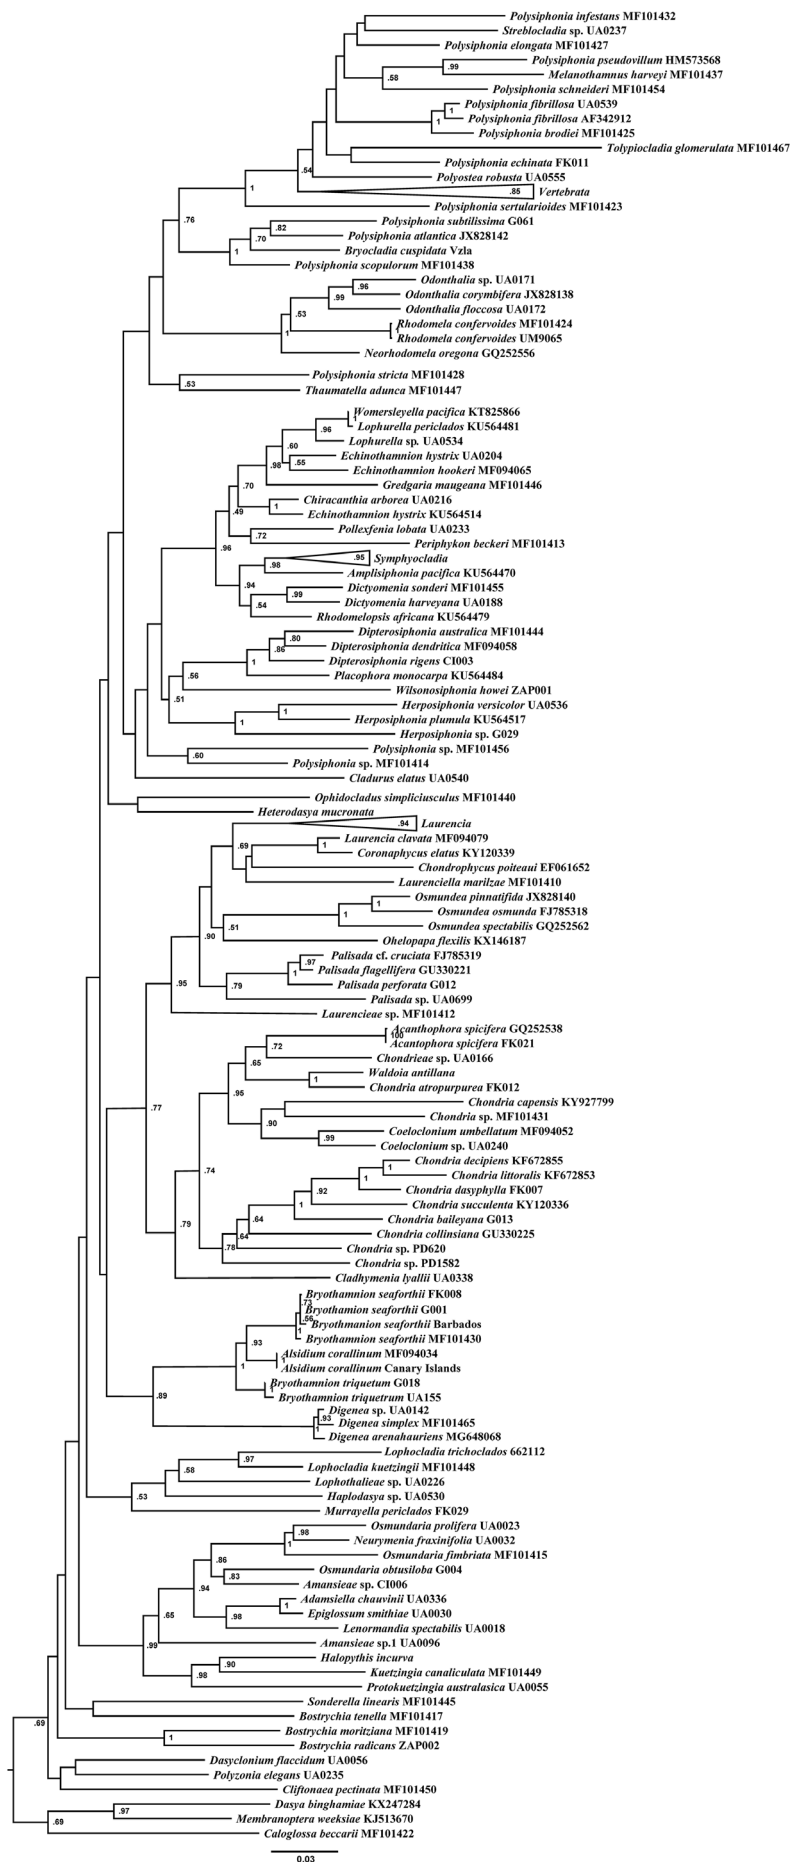 Polysiphonia infestans MF101432
Streblocladia sp. UA0237
Polysiphonia elongata MF101427
Polysiphonia pseudovillum HM573568
.99
Melanothamnus harveyi MF101437
.58
Polysiphonia schneideri MF101454
Polysiphonia fibrillosa UA0539
1
Polysiphonia fibrillosa AF342912
1
Polysiphonia brodiei MF101425
Tolypiocladia glomerulata MF101467
Polysiphonia echinata FK011
.54
Polyostea robusta UA0555
1
.85 Vertebrata
Polysiphonia sertularioides MF101423
.76
Polysiphonia subtilissima G061
.82
Polysiphonia atlantica JX828142
.70
Bryocladia cuspidata Vzla
1
Polysiphonia scopulorum MF101438
Odonthalia sp. UA0171
.96
Odonthalia corymbifera JX828138
.99
Odonthalia floccosa UA0172
.53
Rhodomela confervoides MF101424
1
Rhodomela confervoides UM9065
1
Neorhodomela oregona GQ252556
Polysiphonia stricta MF101428
.53
Thaumatella adunca MF101447
Womersleyella pacifica KT825866
1
Lophurella periclados KU564481
.96
Lophurella sp. UA0534
.60
Echinothamnion hystrix UA0204
.98 .55
Echinothamnion hookeri MF094065
.70
Gredgaria maugeana MF101446
Chiracanthia arborea UA0216
.49 1
Echinothamnion hystrix KU564514
Pollexfenia lobata UA0233
.72
Periphykon beckeri MF101413
.96
.95 Symphyocladia
.98
Amplisiphonia pacifica KU564470
.94
Dictyomenia sonderi MF101455
.99
Dictyomenia harveyana UA0188
.54
Rhodomelopsis africana KU564479
Dipterosiphonia australica MF101444
.80
Dipterosiphonia dendritica MF094058
.86
Dipterosiphonia rigens CI003
1
Placophora monocarpa KU564484
.56
Wilsonosiphonia howei ZAP001
.51
Herposiphonia versicolor UA0536
1
Herposiphonia plumula KU564517
1
Herposiphonia sp. G029
Polysiphonia sp. MF101456
.60
Polysiphonia sp. MF101414
Cladurus elatus UA0540
Ophidocladus simpliciusculus MF101440
Heterodasya mucronata
.94 Laurencia
Laurencia clavata MF094079
.69 1
Coronaphycus elatus KY120339
Chondrophycus poiteaui EF061652
Laurenciella marilzae MF101410
Osmundea pinnatifida JX828140
1
Osmundea osmunda FJ785318
1
Osmundea spectabilis GQ252562
.51
.90
Ohelopapa flexilis KX146187
Palisada cf. cruciata FJ785319
.97
Palisada flagellifera GU330221
1
Palisada perforata G012
.95 .79
Palisada sp. UA0699
Laurencieae sp. MF101412
Acanthophora spicifera GQ252538
100
Acantophora spicifera FK021
.72
Chondrieae sp. UA0166
.65
Waldoia antillana
1
Chondria atropurpurea FK012
.95
Chondria capensis KY927799
Chondria sp. MF101431
.90
Coeloclonium umbellatum MF094052
.99
Coeloclonium sp. UA0240
.77
Chondria decipiens KF672855
1
.74
Chondria littoralis KF672853
1
Chondria dasyphylla FK007
.92
Chondria succulenta KY120336
1
Chondria baileyana G013
.64
Chondria collinsiana GU330225
.79 .64
Chondria sp. PD620
.78
Chondria sp. PD1582
Cladhymenia lyallii UA0338
Bryothamnion seaforthii FK008
.73
Bryothamion seaforthii G001
.56
Bryothmanion seaforthii Barbados
1
Bryothamnion seaforthii MF101430
.93
Alsidium corallinum MF094034
1
1
Alsidium corallinum Canary Islands
Bryothamnion triquetum G018
1
Bryothamnion triquetrum UA155
.89
Digenea sp. UA0142
.93
Digenea simplex MF101465
1
Digenea arenahauriens MG648068
Lophocladia trichoclados 662112
.97
Lophocladia kuetzingii MF101448
.58
Lophothalieae sp. UA0226
Haplodasya sp. UA0530
.53
Murrayella periclados FK029
Osmundaria prolifera UA0023
.98
Neurymenia fraxinifolia UA0032
1
Osmundaria fimbriata MF101415
.86
Osmundaria obtusiloba G004
.83
Amansieae sp. CI006
.94
Adamsiella chauvinii UA0336
1
Epiglossum smithiae UA0030
.65 .98
Lenormandia spectabilis UA0018
Amansieae sp.1 UA0096
.99
Halopythis incurva
.90
Kuetzingia canaliculata MF101449
.98
Protokuetzingia australasica UA0055
Sonderella linearis MF101445
Bostrychia tenella MF101417
.69
Bostrychia moritziana MF101419
1
Bostrychia radicans ZAP002
Dasyclonium flaccidum UA0056
Polyzonia elegans UA0235
Cliftonaea pectinata MF101450
Dasya binghamiae KX247284
.97
Membranoptera weeksiae KJ513670
.69
Caloglossa beccarii MF101422
0.03